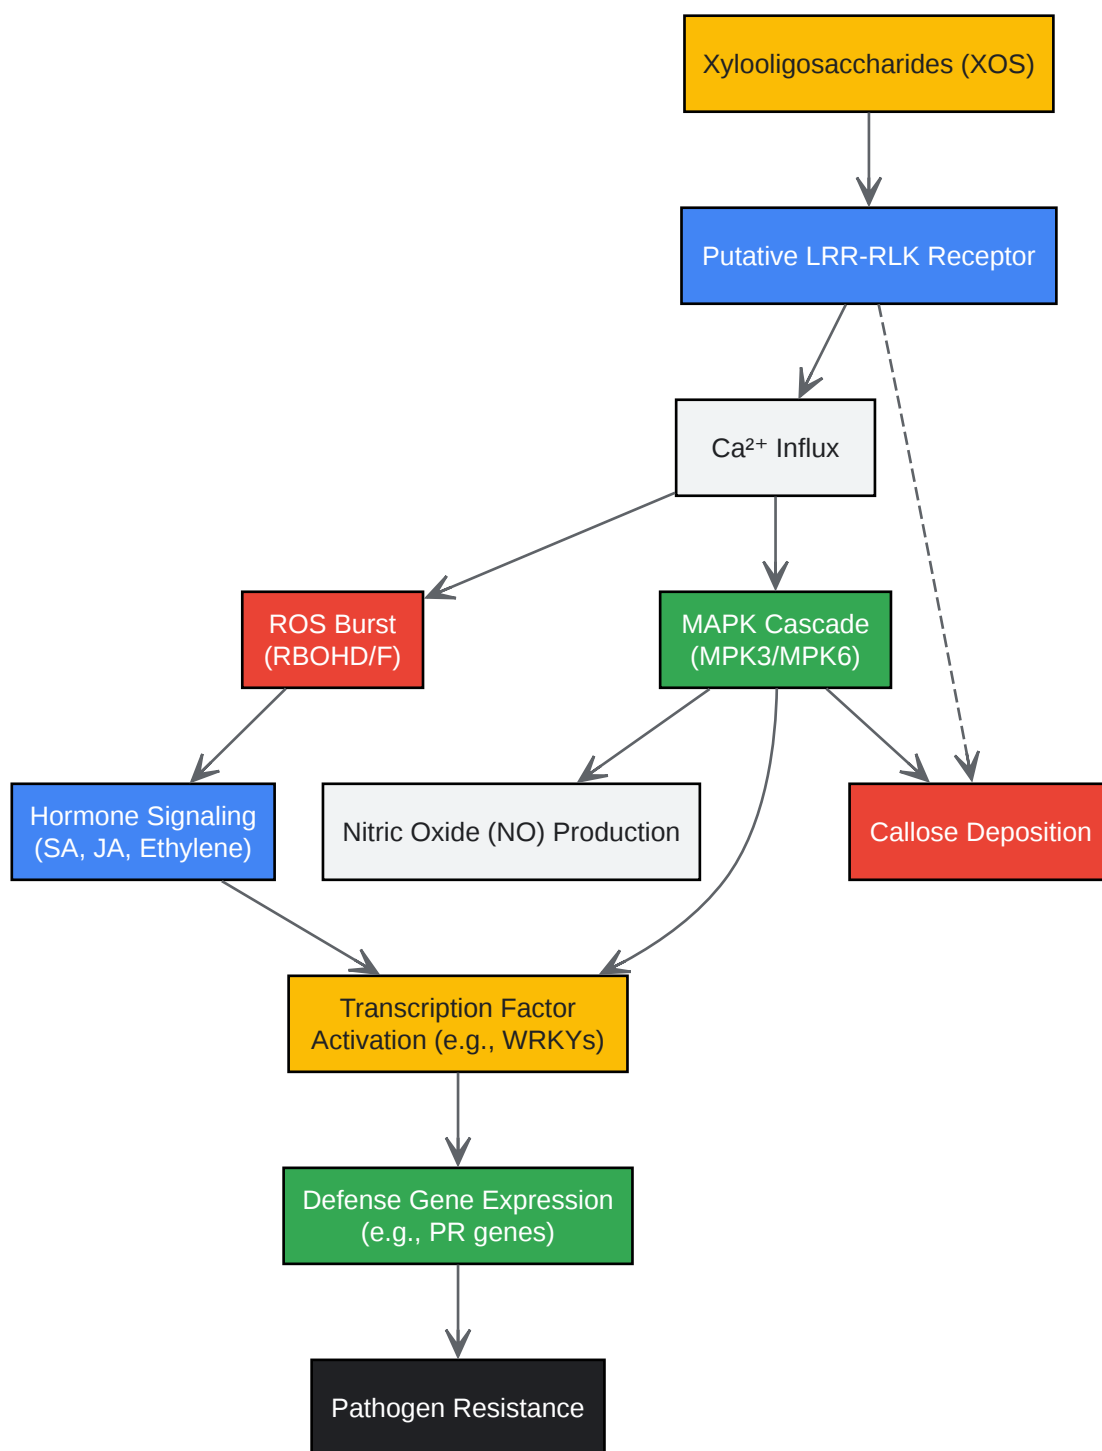 Xylooligosaccharides (XOS)
Putative LRR-RLK Receptor
Ca²⁺ Influx
ROS Burst
(RBOHD/F)
MAPK Cascade
(MPK3/MPK6)
Hormone Signaling
(SA, JA, Ethylene)
Nitric Oxide (NO) Production
Callose Deposition
Transcription Factor
Activation (e.g., WRKYs)
Defense Gene Expression
(e.g., PR genes)
Pathogen Resistance